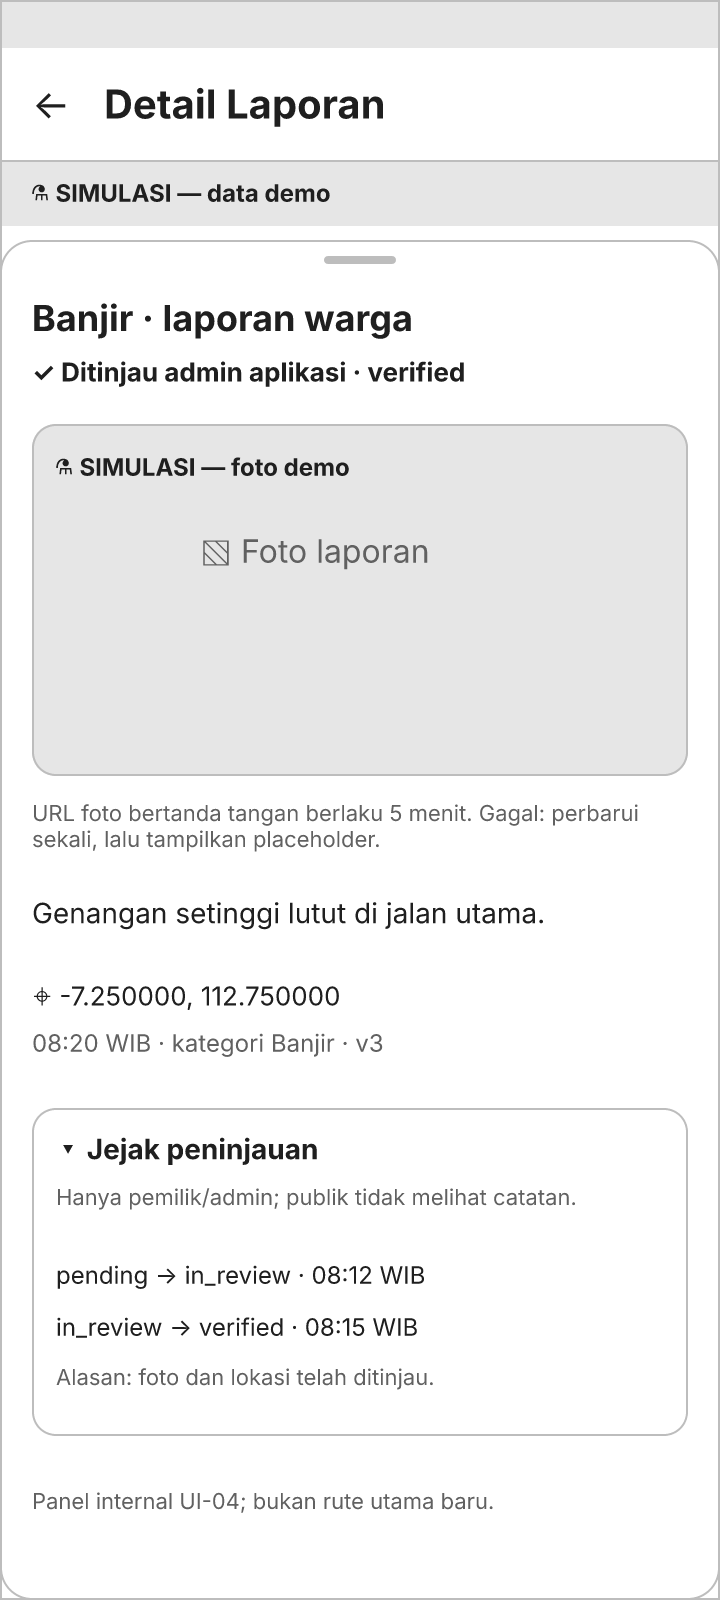 ← Detail Laporan
⚗ SIMULASI — data demo
Banjir · laporan warga
✓ Ditinjau admin aplikasi · verified
⚗ SIMULASI — foto demo
▧ Foto laporan
URL foto bertanda tangan berlaku 5 menit. Gagal: perbarui
sekali, lalu tampilkan placeholder.
Genangan setinggi lutut di jalan utama.
⌖ -7.250000, 112.750000
08:20 WIB · kategori Banjir · v3
▾ Jejak peninjauan
Hanya pemilik/admin; publik tidak melihat catatan.
pending → in_review · 08:12 WIB
in_review → verified · 08:15 WIB
Alasan: foto dan lokasi telah ditinjau.
Panel internal UI-04; bukan rute utama baru.